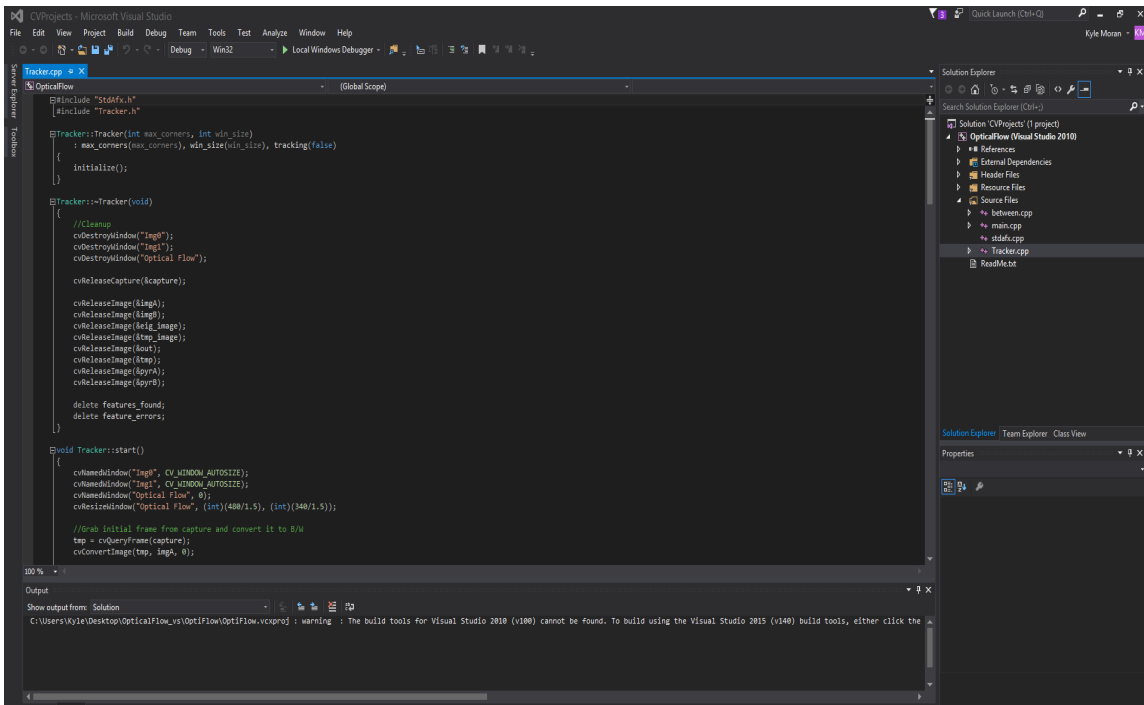 CVProjects - Microsoft Visual Studio
3
Quick Launch (Ctrl+Q)
File Edit View Project Build Debug Team Tools Test Analyze Window Help
Kyle Moran
KM
Debug Win32 Local Windows Debugger
Server Explorer
Toolbox
Tracker.cpp
OpticalFlow
(Global Scope)
#include "StdAfx.h"
#include "Tracker.h"
Tracker::Tracker(int max_corners, int win_size)
: max_corners(max_corners), win_size(win_size), tracking(false)
{
initialize();
}
Tracker::~Tracker(void)
{
//Cleanup
cvDestroyWindow("Img0");
cvDestroyWindow("Img1");
cvDestroyWindow("Optical Flow");
cvReleaseCapture(&capture);
cvReleaseImage(&imgA);
cvReleaseImage(&imgB);
cvReleaseImage(&eig_image);
cvReleaseImage(&tmp_image);
cvReleaseImage(&out);
cvReleaseImage(&tmp);
cvReleaseImage(&pyrA);
cvReleaseImage(&pyrB);
delete features_found;
delete feature_errors;
}
void Tracker::start()
{
cvNamedWindow("Img0", CV_WINDOW_AUTOSIZE);
cvNamedWindow("Img1", CV_WINDOW_AUTOSIZE);
cvNamedWindow("Optical Flow", 0);
cvResizeWindow("Optical Flow", (int)(480/1.5), (int)(340/1.5));
//Grab initial frame from capture and convert it to B/W
tmp = cvQueryFrame(capture);
cvConvertImage(tmp, imgA, 0);
100 %
Output
Show output from: Solution
C:\Users\Kyle\Desktop\OpticalFlow_vs\OptiFlow\OptiFlow.vcxproj : warning : The build tools for Visual Studio 2010 (v100) cannot be found. To build using the Visual Studio 2015 (v140) build tools, either click the
Solution Explorer
Search Solution Explorer (Ctrl+;)
Solution 'CVProjects' (1 project)
OpticalFlow (Visual Studio 2010)
References
External Dependencies
Header Files
Resource Files
Source Files
between.cpp
main.cpp
stdafx.cpp
Tracker.cpp
ReadMe.txt
Solution Explorer Team Explorer Class View
Properties